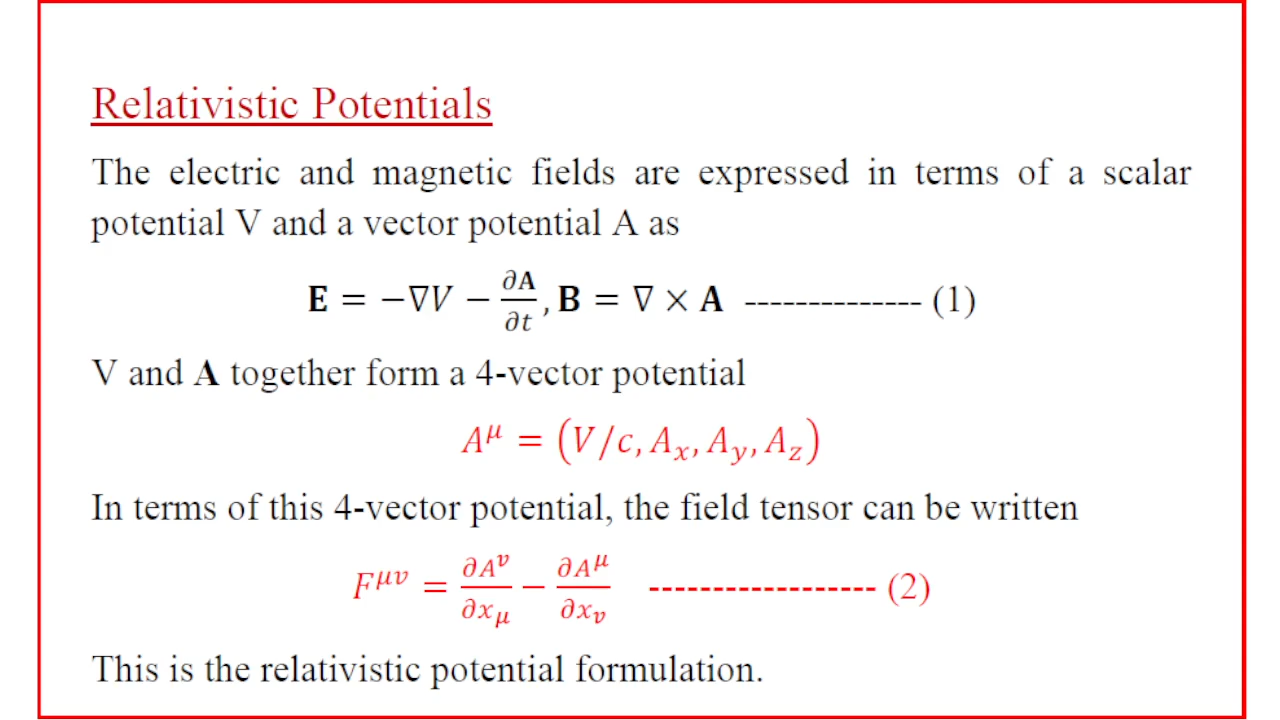 Relativistic Potentials
The electric and magnetic fields are expressed in terms of a scalar
potential V and a vector potential A as
𝐄 = −∇V − ∂𝐀/∂t , 𝐁 = ∇ × 𝐀 -------------- (1)
V and 𝐀 together form a 4-vector potential
A^μ = (V/c, A_x, A_y, A_z)
In terms of this 4-vector potential, the field tensor can be written
F^{μυ} = ∂A^υ/∂x_μ − ∂A^μ/∂x_υ ------------------ (2)
This is the relativistic potential formulation.